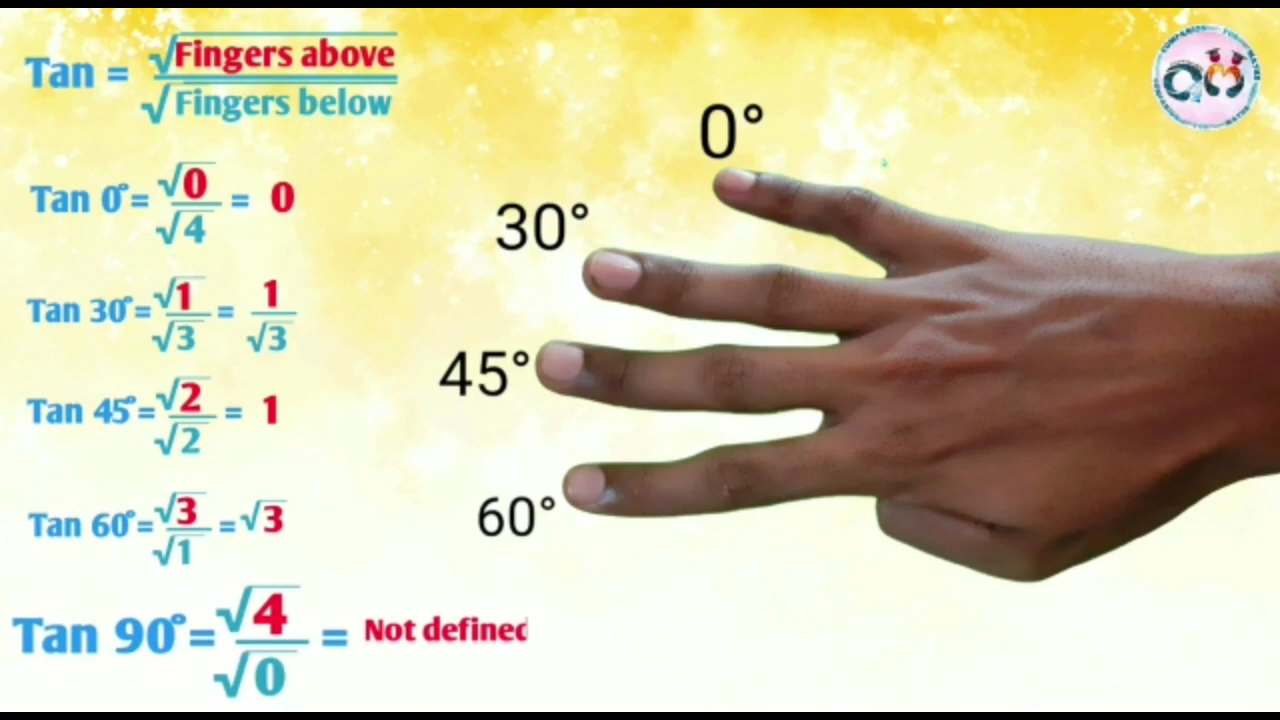 Tan = √Fingers above / √Fingers below
Tan 0° = √0 / √4 = 0
Tan 30° = √1 / √3 = 1 / √3
Tan 45° = √2 / √2 = 1
Tan 60° = √3 / √1 = √3
Tan 90° = √4 / √0 = Not defined
0°
30°
45°
60°